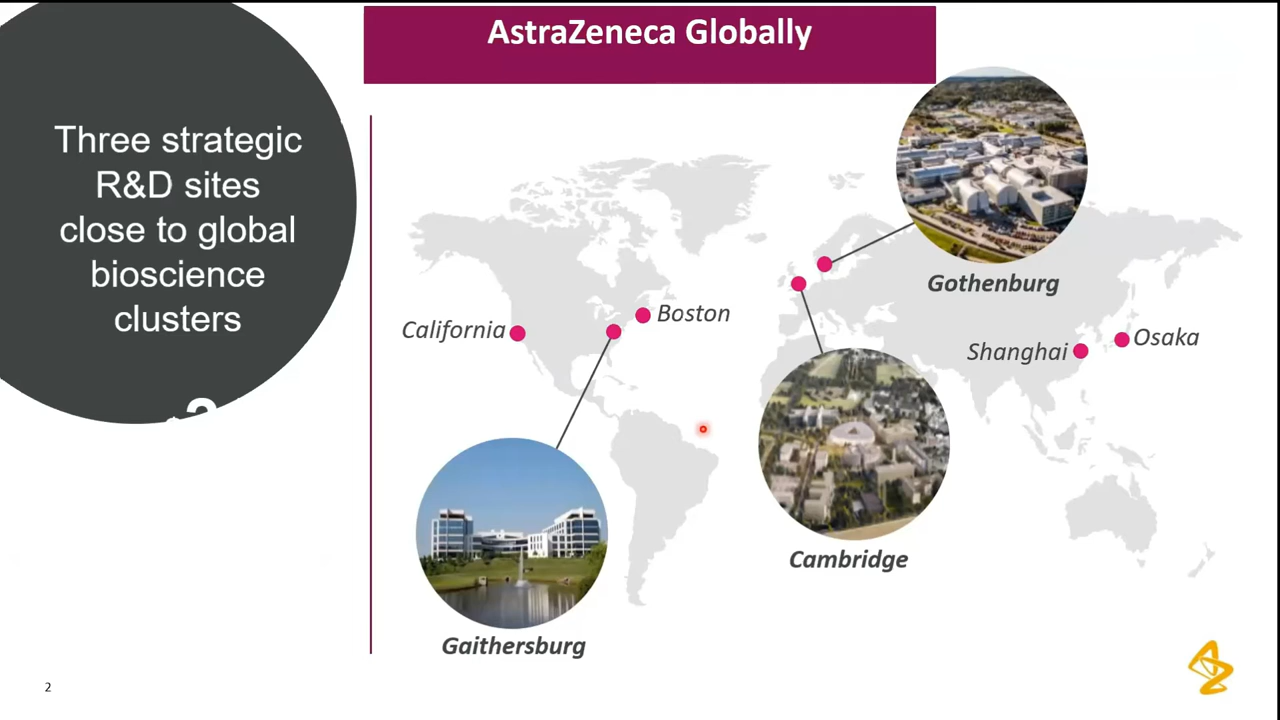 AstraZeneca Globally
Three strategic
R&D sites
close to global
bioscience
clusters
Gothenburg
California
Boston
Shanghai
Osaka
Cambridge
Gaithersburg
2